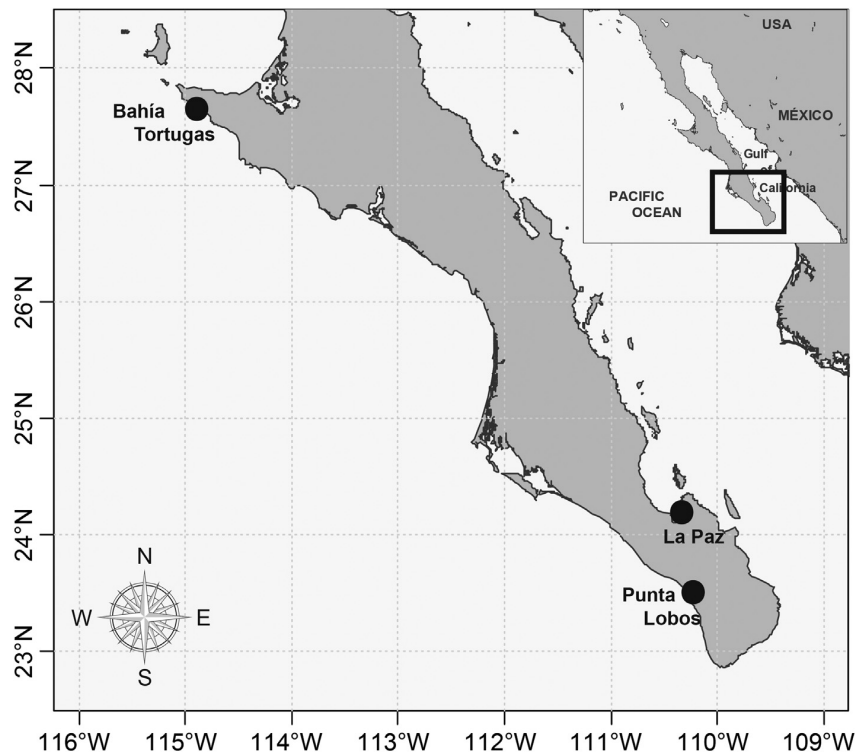 USA
MÉXICO
Gulf
of
California
PACIFIC
OCEAN
28°N
27°N
26°N
25°N
24°N
23°N
Bahía
Tortugas
La Paz
Punta
Lobos
N
W
E
S
116°W
115°W
114°W
113°W
112°W
111°W
110°W
109°W